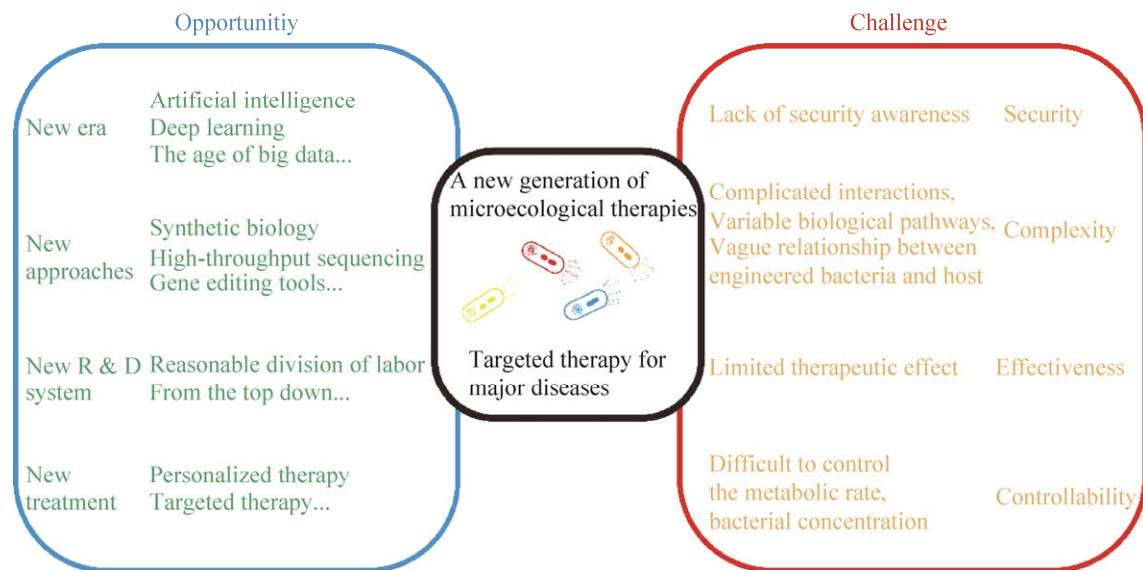 Opportunitiy
New era
Artificial intelligence
Deep learning
The age of big data...
New
approaches
Synthetic biology
High-throughput sequencing
Gene editing tools...
New R & D
system
Reasonable division of labor
From the top down...
New
treatment
Personalized therapy
Targeted therapy...
A new generation of
microecological therapies
Targeted therapy for
major diseases
Challenge
Lack of security awareness
Security
Complicated interactions,
Variable biological pathways,
Vague relationship between
engineered bacteria and host
Complexity
Limited therapeutic effect
Effectiveness
Difficult to control
the metabolic rate,
bacterial concentration
Controllability